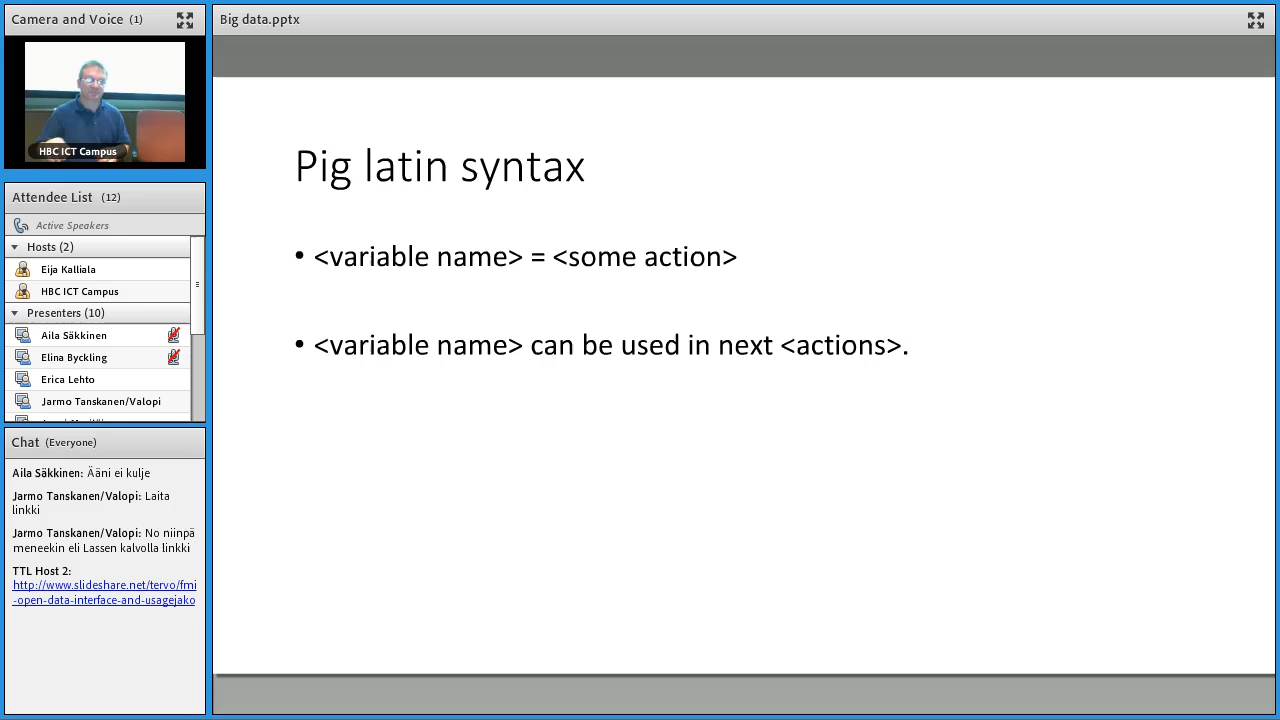 Camera and Voice (1)
HBC ICT Campus
Attendee List (12)
Active Speakers
Hosts (2)
Eija Kalliala
HBC ICT Campus
Presenters (10)
Aila Säkkinen
Elina Byckling
Erica Lehto
Jarmo Tanskanen/Valopi
Chat (Everyone)
Aila Säkkinen: Ääni ei kulje
Jarmo Tanskanen/Valopi: Laita
linkki
Jarmo Tanskanen/Valopi: No niinpä
meneekin eli Lassen kalvolla linkki
TTL Host 2:
http://www.slideshare.net/tervo/fmi
-open-data-interface-and-usagejako
Big data.pptx
Pig latin syntax
• <variable name> = <some action>
• <variable name> can be used in next <actions>.